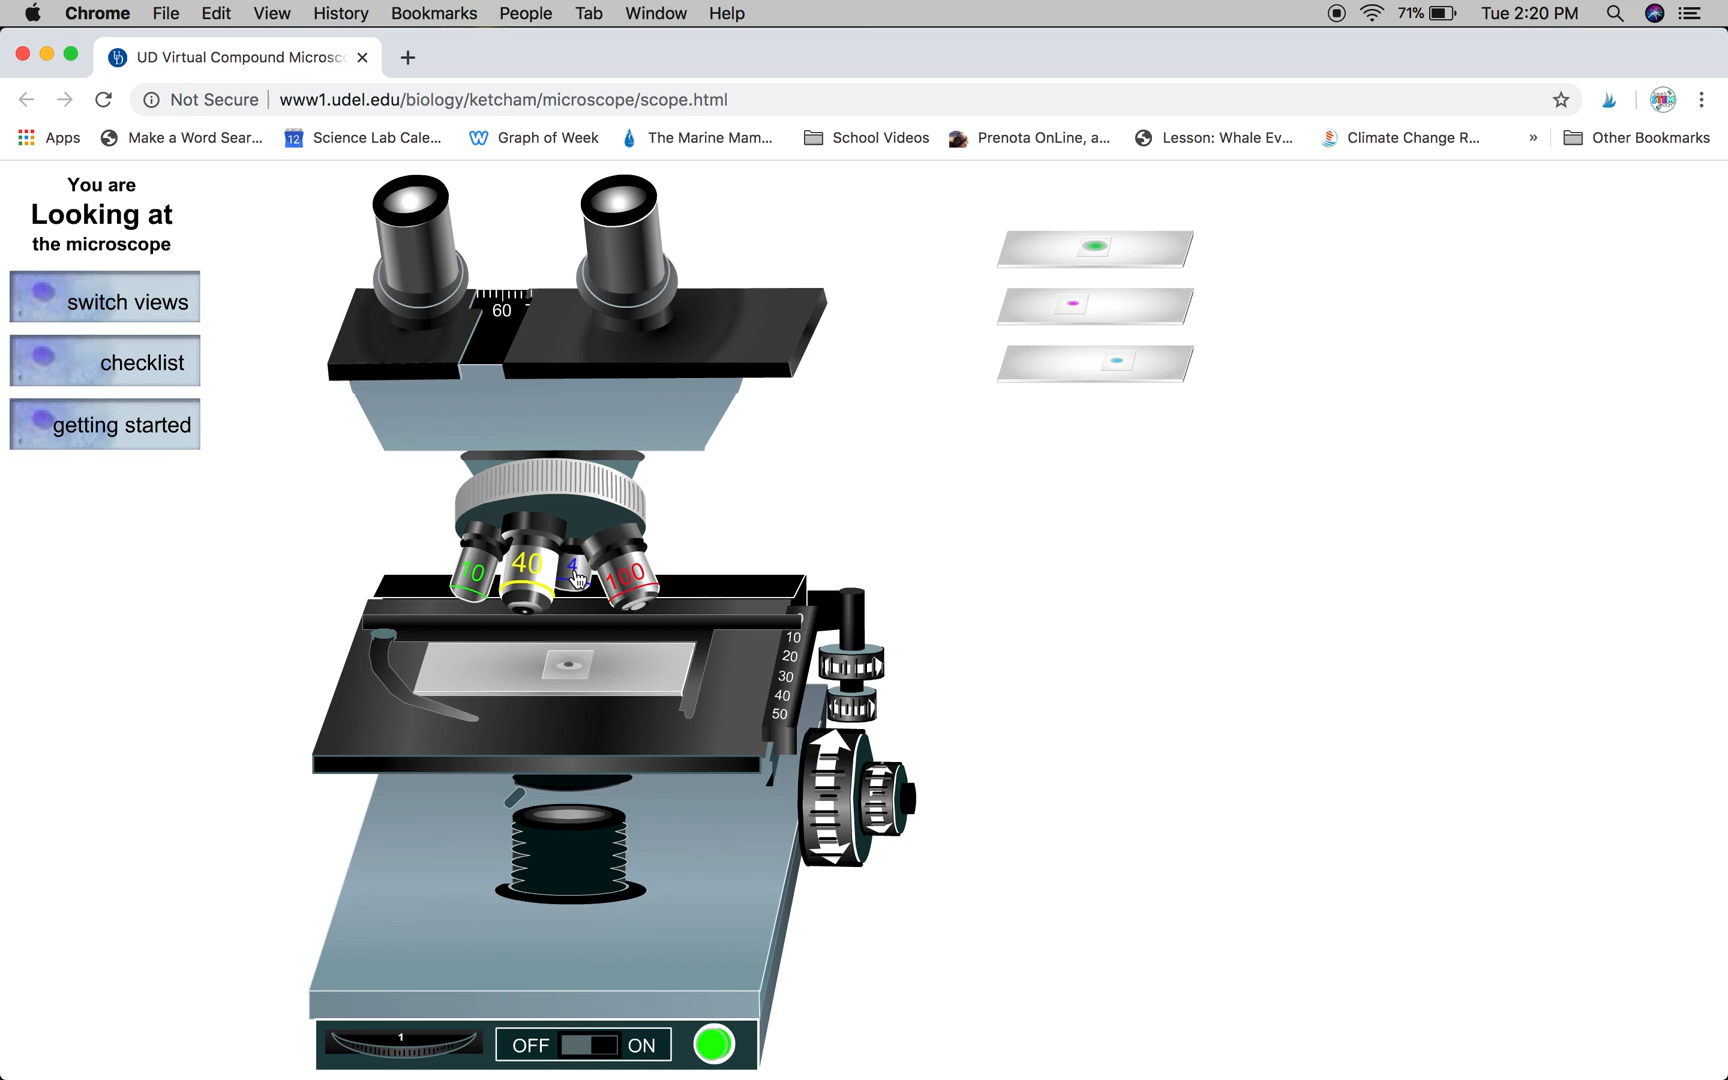 Chrome File Edit View History Bookmarks People Tab Window Help 71% Tue 2:20 PM
UD Virtual Compound Microsc
Not Secure www1.udel.edu/biology/ketcham/microscope/scope.html
Apps Make a Word Sear... 12 Science Lab Cale... Graph of Week The Marine Mam... School Videos Prenota OnLine, a... Lesson: Whale Ev... Climate Change R... » Other Bookmarks
You are
Looking at
the microscope
switch views
checklist
getting started
60
10 40 4 100
0
10
20
30
40
50
1 OFF ON